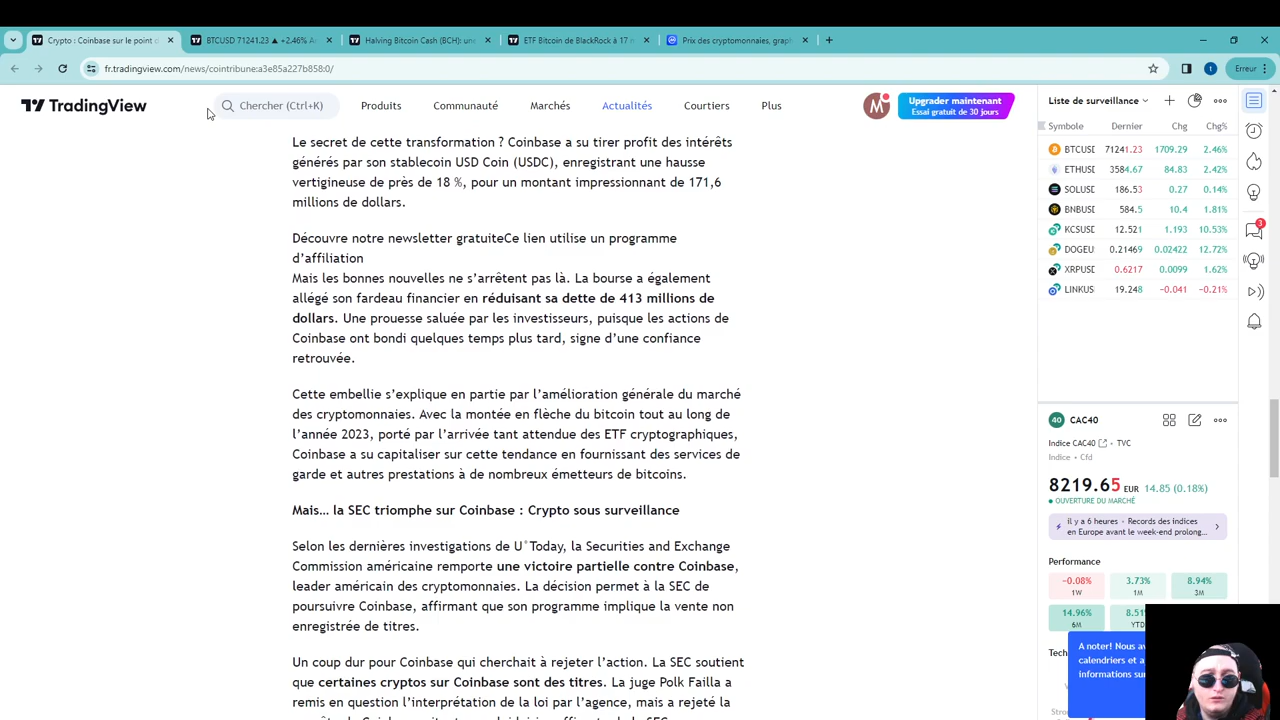 Crypto : Coinbase sur le point d
BTCUSD 71241.23 ▲ +2.46% A
Halving Bitcoin Cash (BCH): une
ETF Bitcoin de BlackRock à 17 m
Prix des cryptomonnaies, graph
fr.tradingview.com/news/cointribune:a3e85a227b858:0/
Erreur
TradingView
Chercher (Ctrl+K)
Produits
Communauté
Marchés
Actualités
Courtiers
Plus
M
Upgrader maintenant
Essai gratuit de 30 jours
Le secret de cette transformation ? Coinbase a su tirer profit des intérêts
générés par son stablecoin USD Coin (USDC), enregistrant une hausse
vertigineuse de près de 18 %, pour un montant impressionnant de 171,6
millions de dollars.
Découvre notre newsletter gratuiteCe lien utilise un programme
d’affiliation
Mais les bonnes nouvelles ne s’arrêtent pas là. La bourse a également
allégé son fardeau financier en réduisant sa dette de 413 millions de
dollars. Une prouesse saluée par les investisseurs, puisque les actions de
Coinbase ont bondi quelques temps plus tard, signe d’une confiance
retrouvée.
Cette embellie s’explique en partie par l’amélioration générale du marché
des cryptomonnaies. Avec la montée en flèche du bitcoin tout au long de
l’année 2023, porté par l’arrivée tant attendue des ETF cryptographiques,
Coinbase a su capitaliser sur cette tendance en fournissant des services de
garde et autres prestations à de nombreux émetteurs de bitcoins.
Mais… la SEC triomphe sur Coinbase : Crypto sous surveillance
Selon les dernières investigations de U°Today, la Securities and Exchange
Commission américaine remporte une victoire partielle contre Coinbase,
leader américain des cryptomonnaies. La décision permet à la SEC de
poursuivre Coinbase, affirmant que son programme implique la vente non
enregistrée de titres.
Un coup dur pour Coinbase qui cherchait à rejeter l’action. La SEC soutient
que certaines cryptos sur Coinbase sont des titres. La juge Polk Failla a
remis en question l’interprétation de la loi par l’agence, mais a rejeté la
Liste de surveillance
Symbole Dernier Chg Chg%
BTCUSD 71241.23 1709.29 2.46%
ETHUSD 3584.67 84.83 2.42%
SOLUSD 186.53 0.27 0.14%
BNBUSD 584.5 10.4 1.81%
KCSUSD 12.521 1.193 10.53%
DOGEU 0.21469 0.02422 12.72%
XRPUSD 0.6217 0.0099 1.62%
LINKUS 19.248 −0.041 −0.21%
3
40 CAC40
Indice CAC40 • TVC
Indice • Cfd
8219.65 EUR 14.85 (0.18%)
OUVERTURE DU MARCHÉ
il y a 6 heures • Records des indices
en Europe avant le week-end prolong...
Performance
−0.08% 3.73% 8.94%
1W 1M 3M
14.96% 8.51
6M YTD
A noter! Nous av
calendriers et a
informations sur
Tech